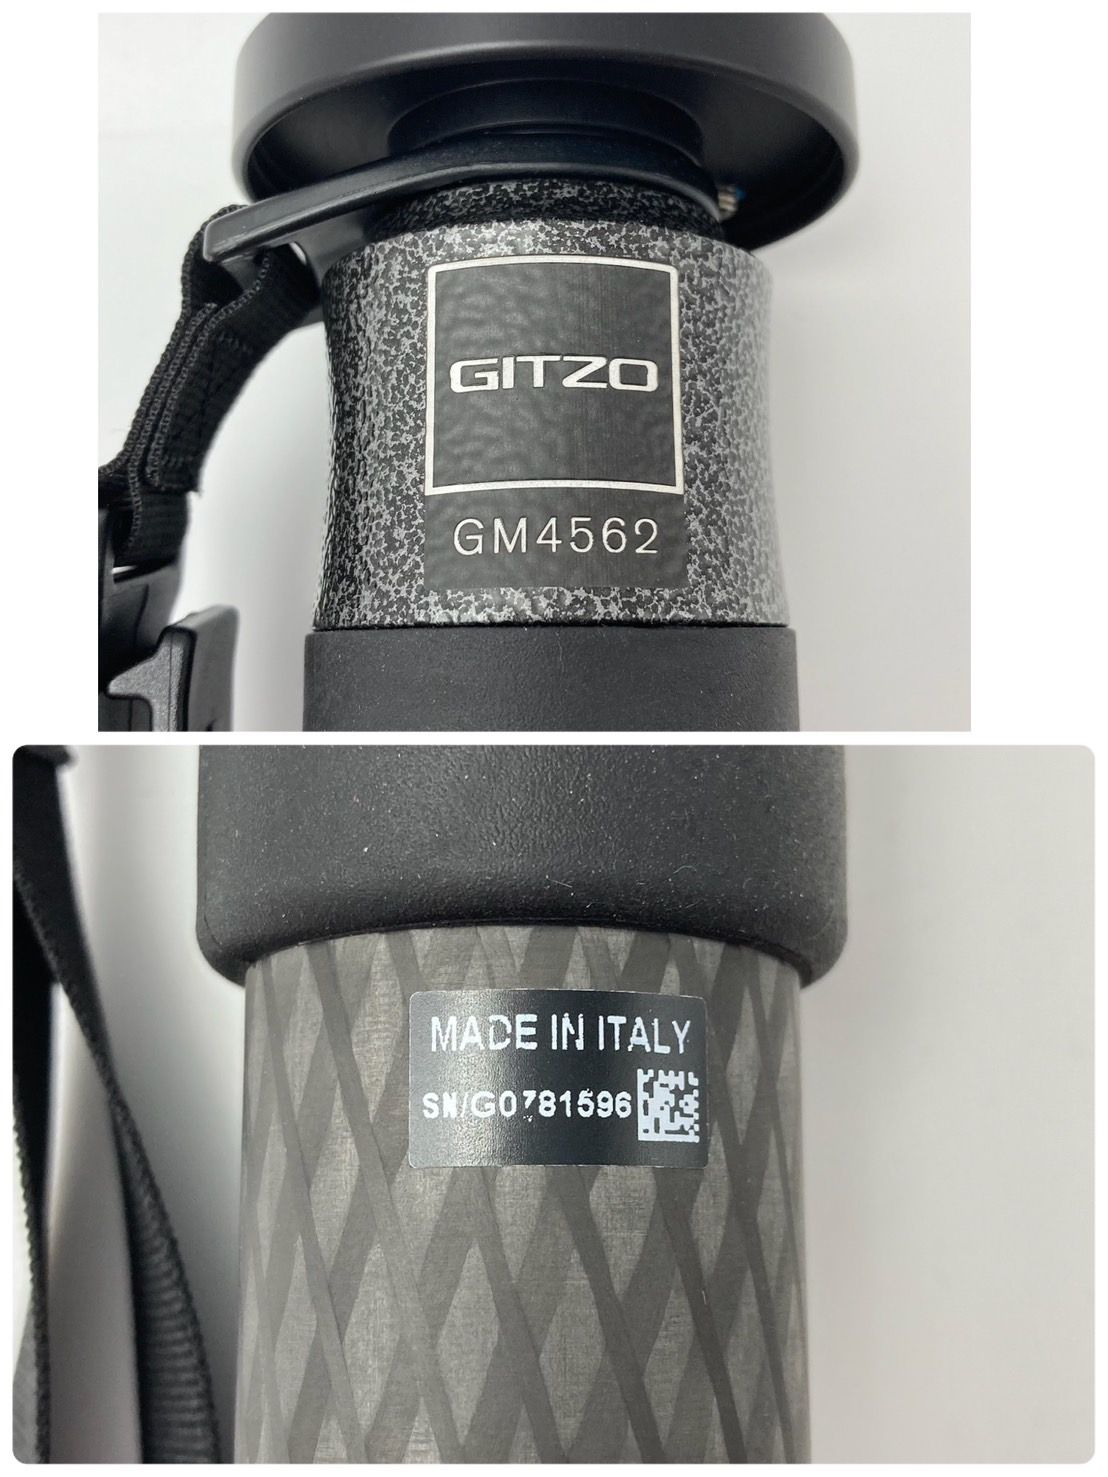 GITZO
GM4562
MADE IN ITALY
SN/G0781596